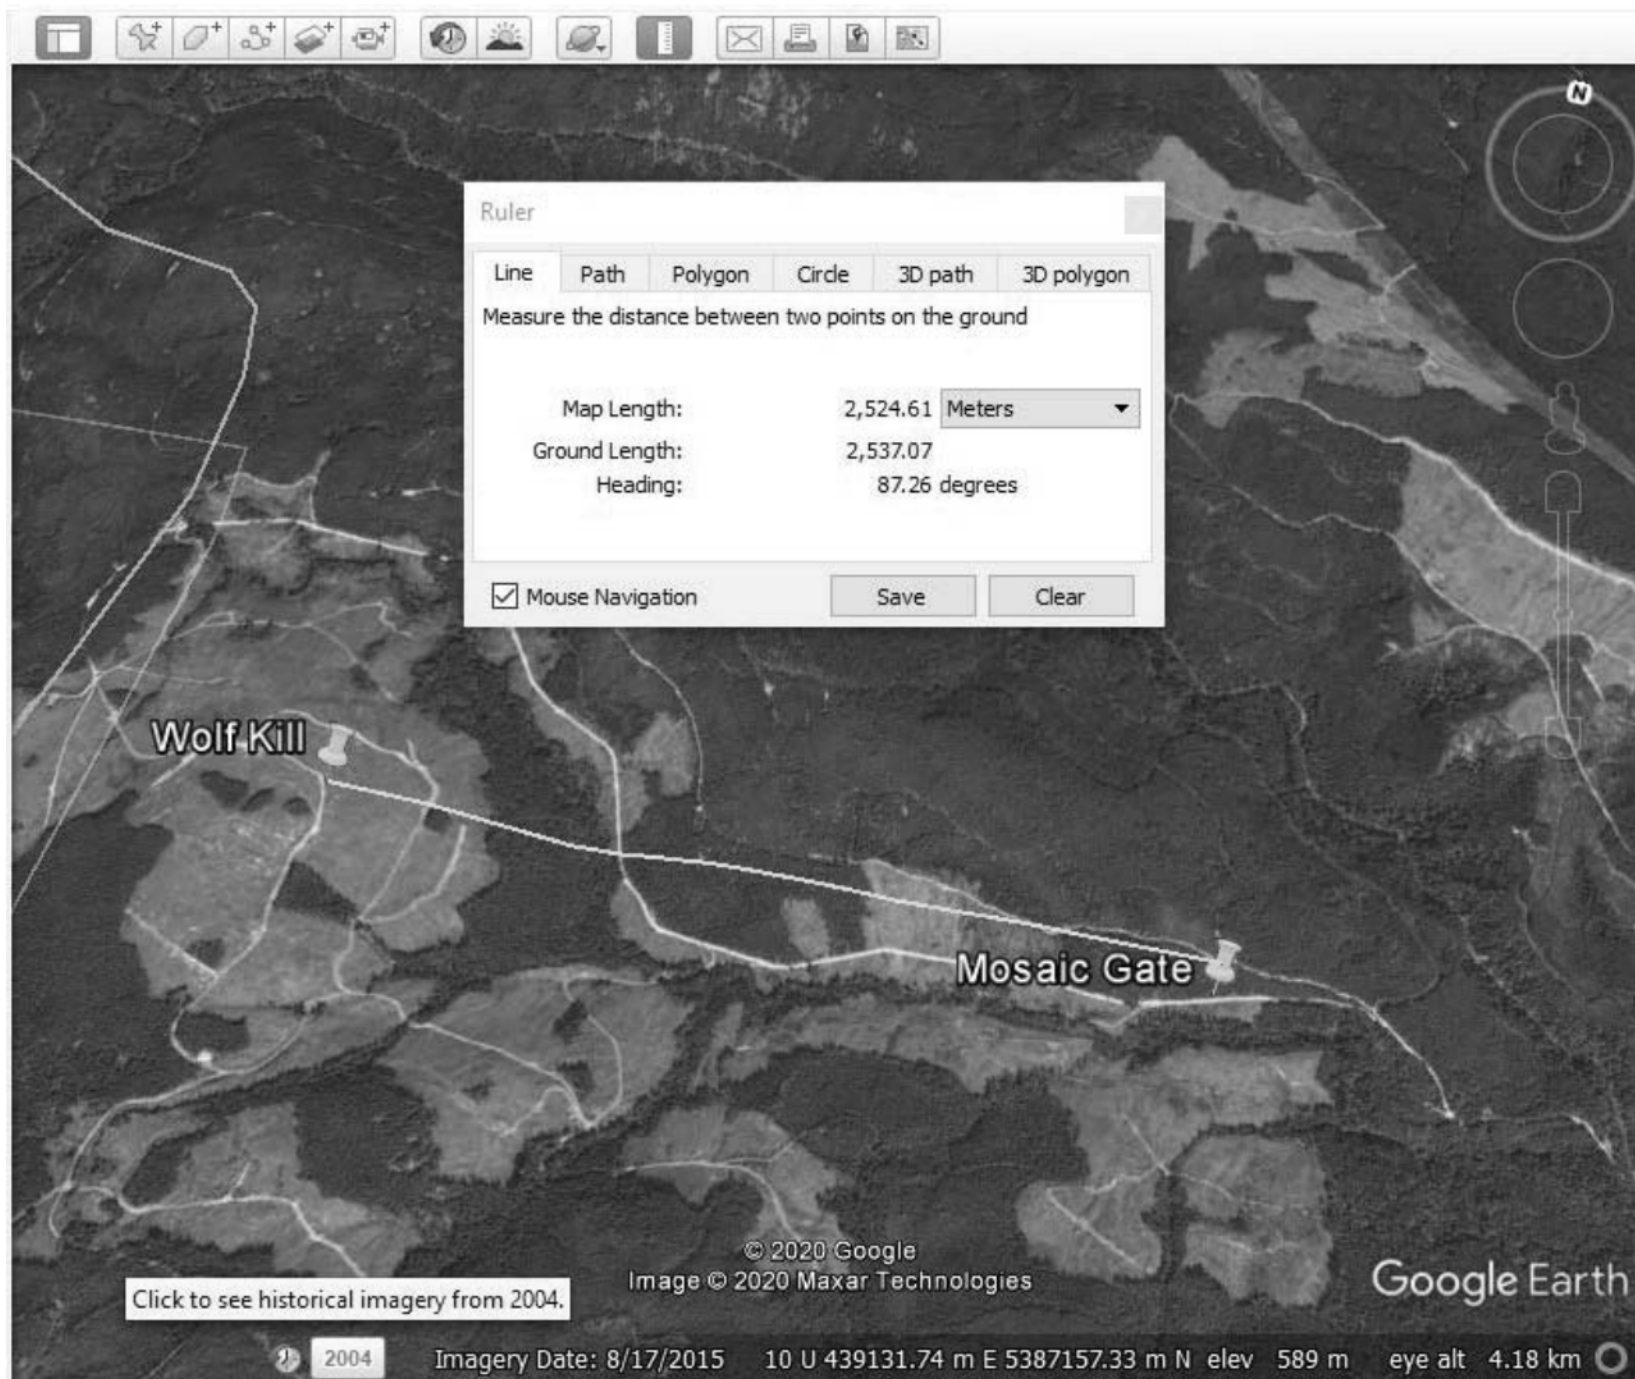 N
Ruler
Line Path Polygon Circle 3D path 3D polygon
Measure the distance between two points on the ground
Map Length: 2,524.61 Meters
Ground Length: 2,537.07
Heading: 87.26 degrees
Mouse Navigation Save Clear
Wolf Kill
Mosaic Gate
© 2020 Google
Image © 2020 Maxar Technologies
Google Earth
Click to see historical imagery from 2004.
2004 Imagery Date: 8/17/2015 10 U 439131.74 m E 5387157.33 m N elev 589 m eye alt 4.18 km